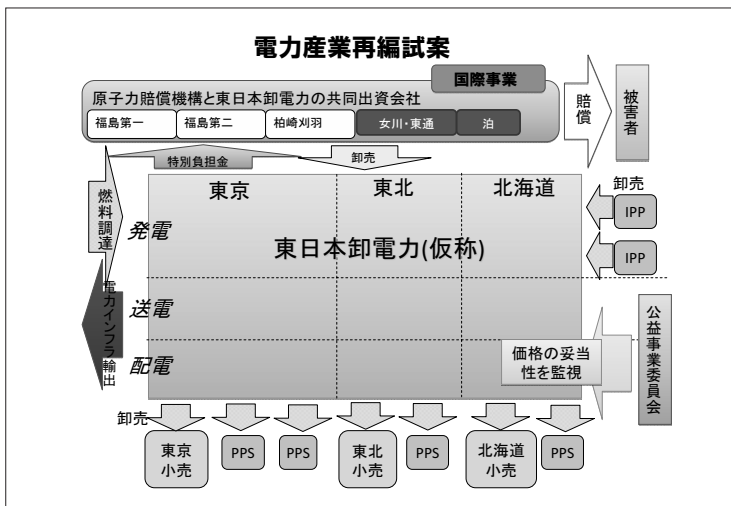 電力産業再編試案
国際事業
原子力賠償機構と東日本卸電力の共同出資会社
福島第一
福島第二
柏崎刈羽
女川・東通
泊
賠償
被害者
特別負担金
卸売
燃料調達
電力インフラ輸出
東京
東北
北海道
発電
東日本卸電力(仮称)
送電
配電
卸売
IPP
IPP
価格の妥当
性を監視
公益事業委員会
卸売
東京
小売
PPS
PPS
東北
小売
PPS
北海道
小売
PPS